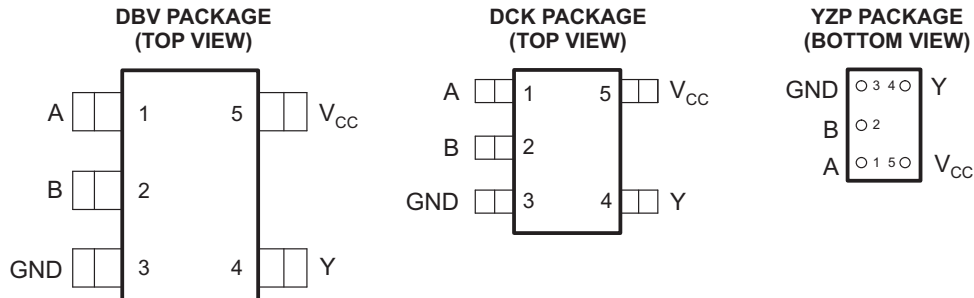 DBV PACKAGE
(TOP VIEW)
A 1 5 VCC
B 2
GND 3 4 Y
DCK PACKAGE
(TOP VIEW)
A 1 5 VCC
B 2
GND 3 4 Y
YZP PACKAGE
(BOTTOM VIEW)
GND 3 4 Y
B 2
A 1 5 VCC